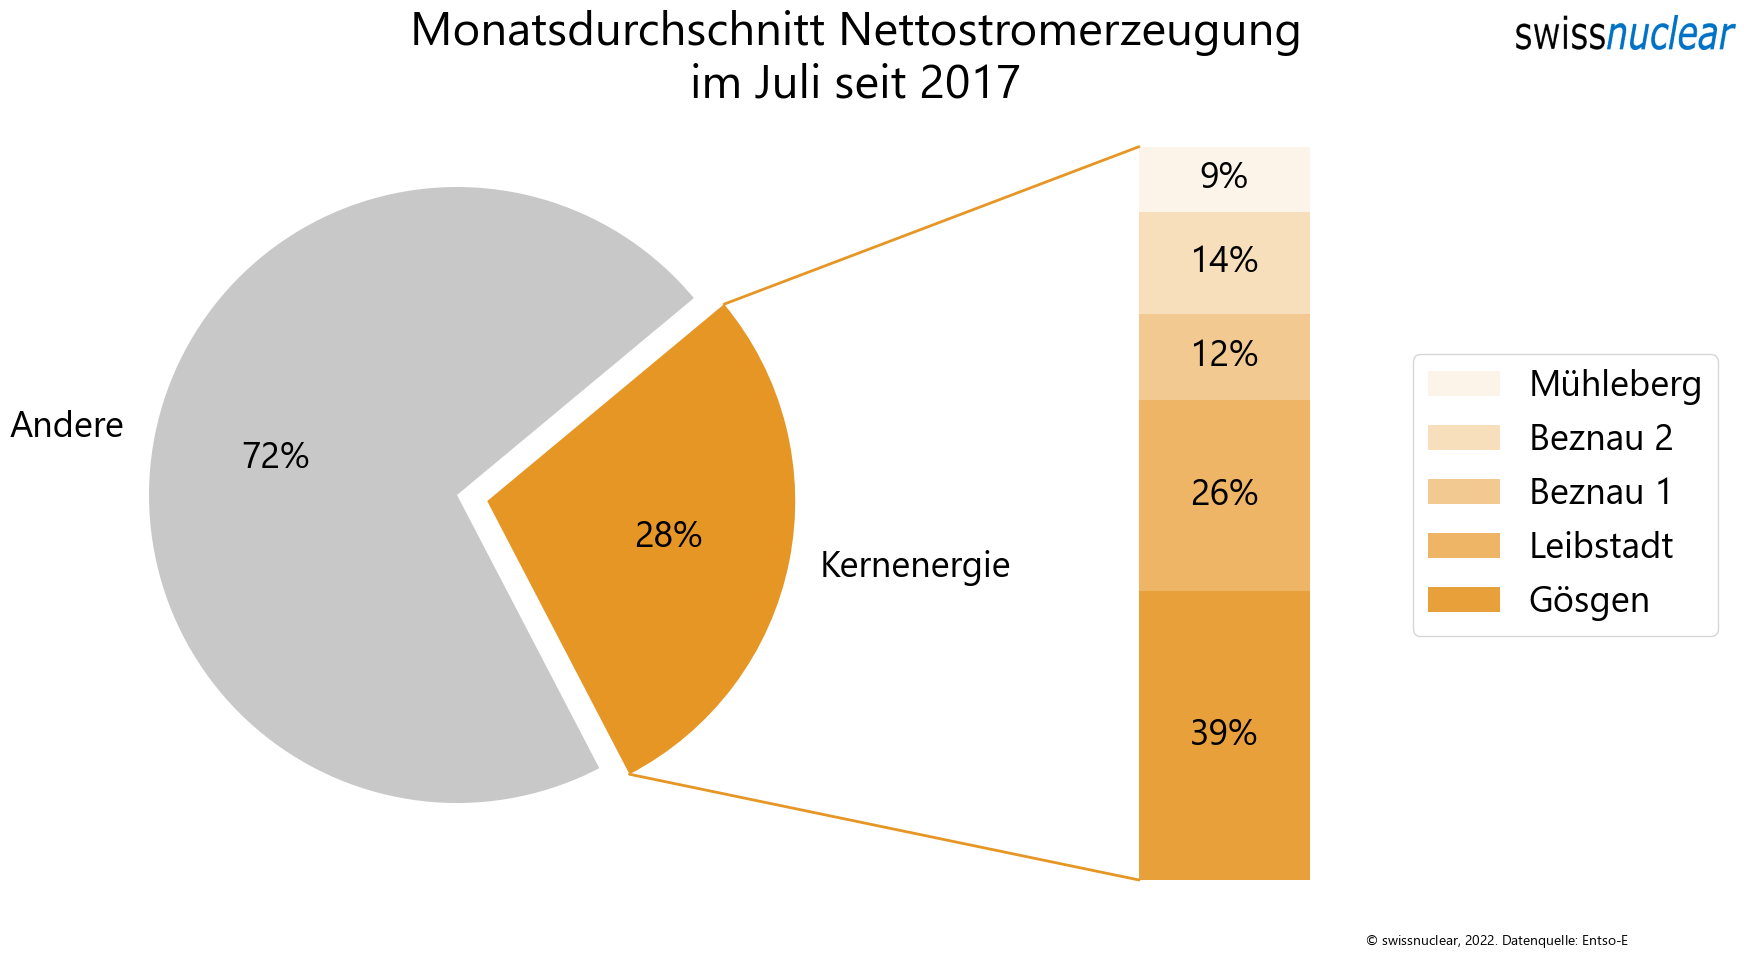 Monatsdurchschnitt Nettostromerzeugung
im Juli seit 2017
swissnuclear
Andere
72%
28%
Kernenergie
9%
14%
12%
26%
39%
Mühleberg
Beznau 2
Beznau 1
Leibstadt
Gösgen
© swissnuclear, 2022. Datenquelle: Entso-E